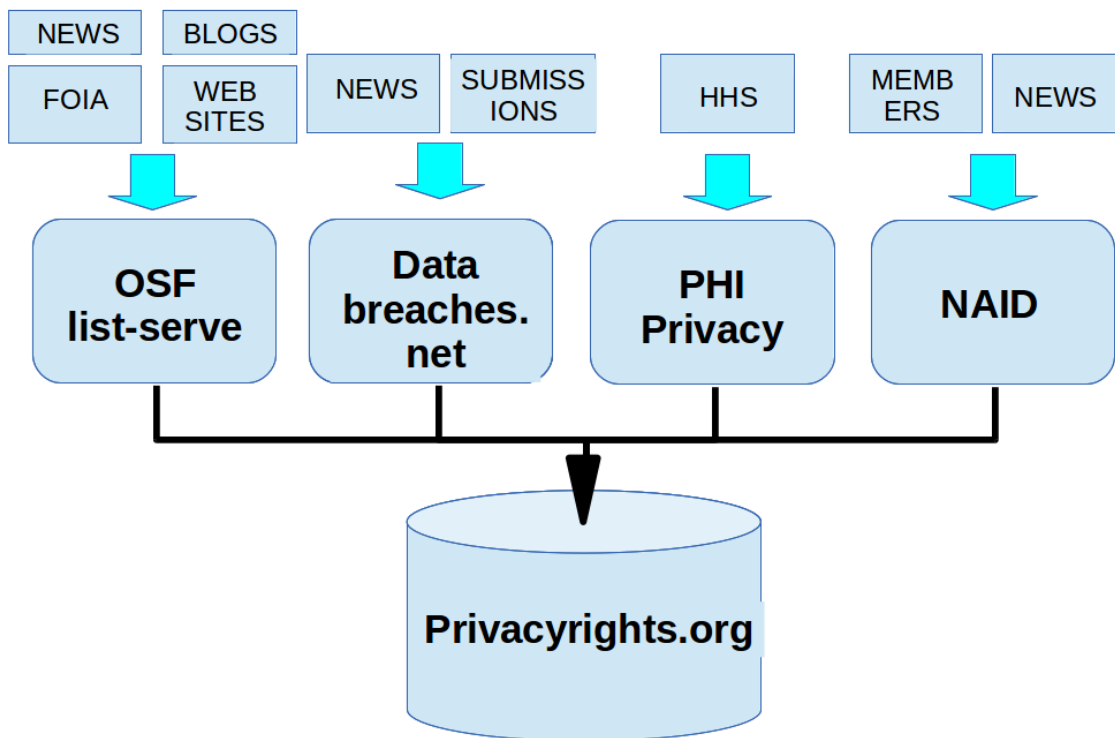 NEWS
BLOGS
FOIA
WEB
SITES
NEWS
SUBMISS
IONS
HHS
MEMB
ERS
NEWS
OSF
list-serve
Data
breaches.
net
PHI
Privacy
NAID
Privacyrights.org